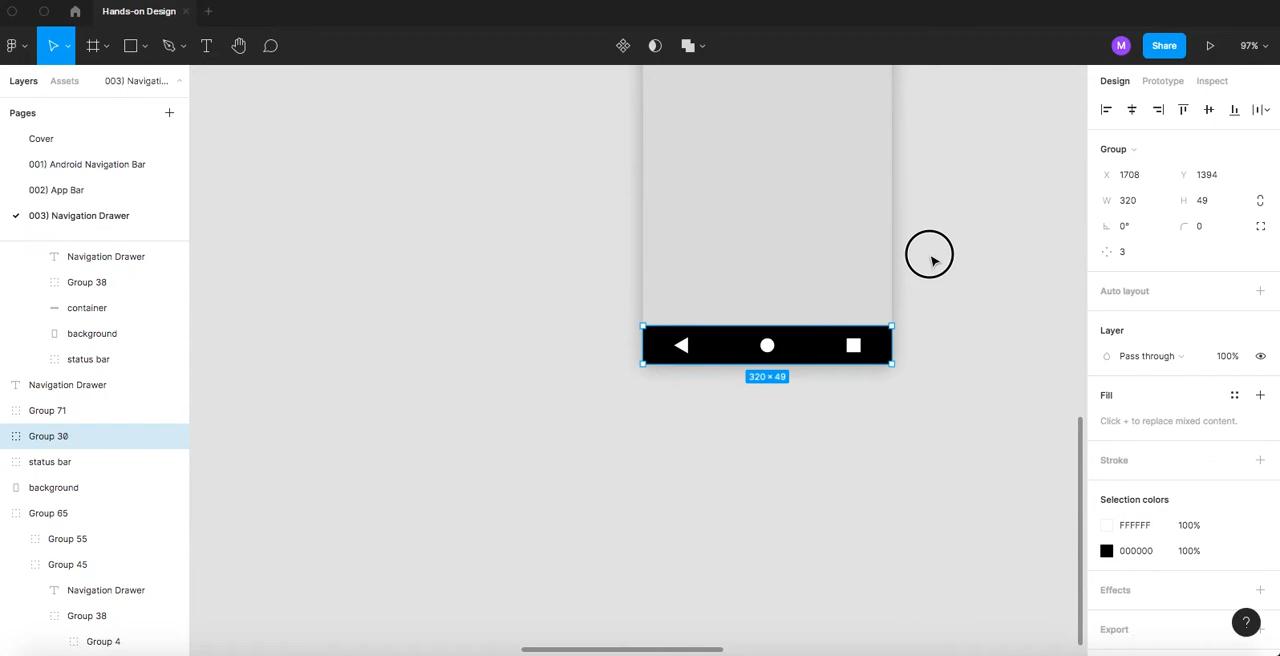 Hands-on Design
M
Share
97%
Layers
Assets
003) Navigati...
Pages
Cover
001) Android Navigation Bar
002) App Bar
003) Navigation Drawer
Navigation Drawer
Group 38
container
background
status bar
Navigation Drawer
Group 71
Group 30
status bar
background
Group 65
Group 55
Group 45
Navigation Drawer
Group 38
Group 4
320 × 49
Design
Prototype
Inspect
Group
X 1708
Y 1394
W 320
H 49
0°
0
3
Auto layout
Layer
Pass through
100%
Fill
Click + to replace mixed content.
Stroke
Selection colors
FFFFFF 100%
000000 100%
Effects
Export
?